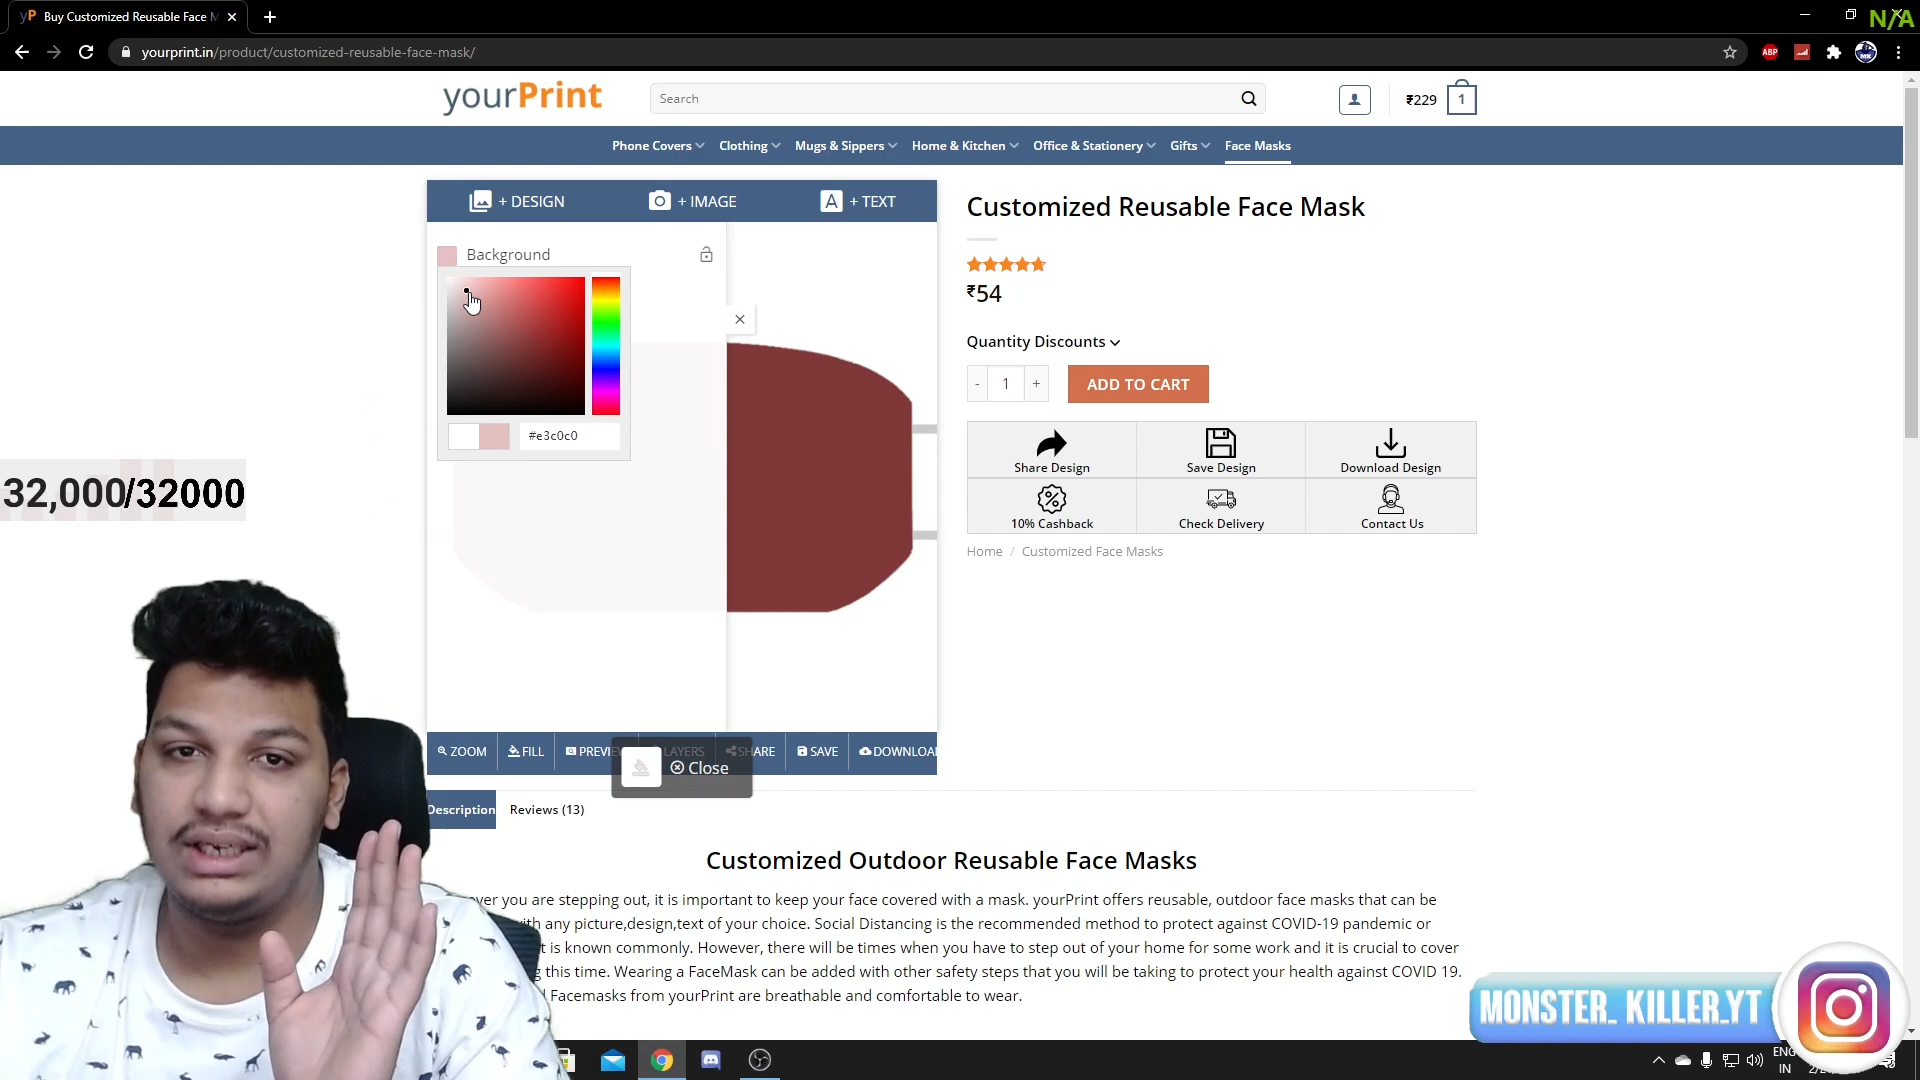 yP Buy Customized Reusable Face M
N/A
yourprint.in/product/customized-reusable-face-mask/
ABP
yourPrint
Search
₹229
1
Phone Covers
Clothing
Mugs & Sippers
Home & Kitchen
Office & Stationery
Gifts
Face Masks
+ DESIGN
+ IMAGE
A + TEXT
Customized Reusable Face Mask
Background
₹54
Quantity Discounts
- 1 +
ADD TO CART
#e3c0c0
Share Design
Save Design
Download Design
10% Cashback
Check Delivery
Contact Us
32,000/32000
Home / Customized Face Masks
ZOOM
FILL
PREVIE
LAYERS
SHARE
SAVE
DOWNLOA
Close
Description
Reviews (13)
Customized Outdoor Reusable Face Masks
ver you are stepping out, it is important to keep your face covered with a mask. yourPrint offers reusable, outdoor face masks that can be
ith any picture,design,text of your choice. Social Distancing is the recommended method to protect against COVID-19 pandemic or
t is known commonly. However, there will be times when you have to step out of your home for some work and it is crucial to cover
g this time. Wearing a FaceMask can be added with other safety steps that you will be taking to protect your health against COVID 19.
Facemasks from yourPrint are breathable and comfortable to wear.
MONSTER_KILLER.YT
ENG
IN